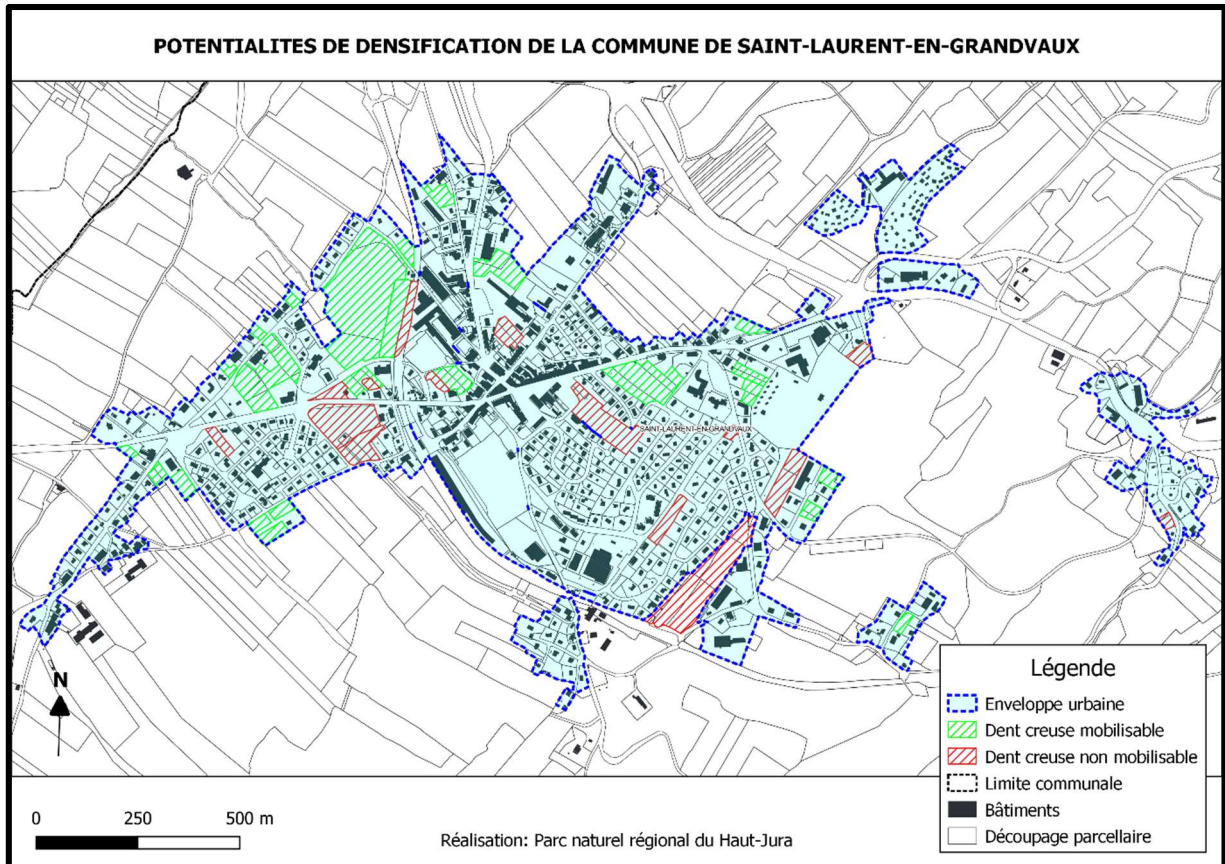 POTENTIALITES DE DENSIFICATION DE LA COMMUNE DE SAINT-LAURENT-EN-GRANDVAUX
SAINT-LAURENT-EN-GRANDVAUX
N
Légende
Enveloppe urbaine
Dent creuse mobilisable
Dent creuse non mobilisable
Limite communale
Bâtiments
Découpage parcellaire
0 250 500 m
Réalisation: Parc naturel régional du Haut-Jura